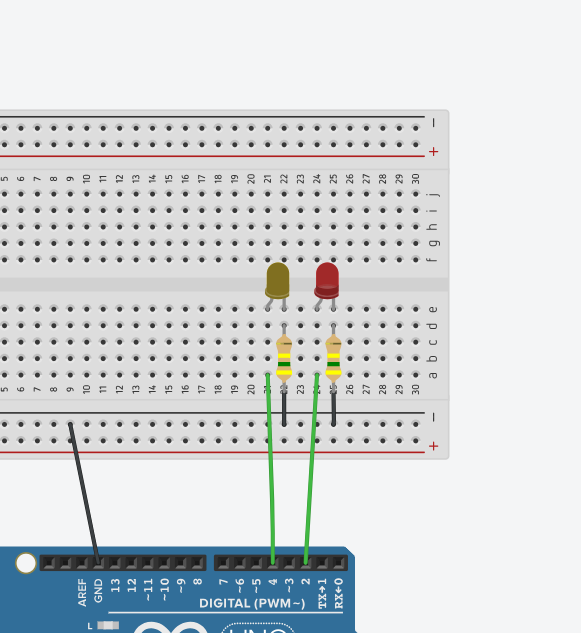 −
+
5 6 7 8 9 10 11 12 13 14 15 16 17 18 19 20 21 22 23 24 25 26 27 28 29 30
j
i
h
g
f
e
d
c
b
a
5 6 7 8 9 10 11 12 13 14 15 16 17 18 19 20 22 23 25 26 27 28 29 30
−
+
AREF GND 13 12 ~11 ~10 ~9 8 7 ~6 ~5 4 ~3 2 TX→1 RX←0
DIGITAL (PWM~)
L
UNO